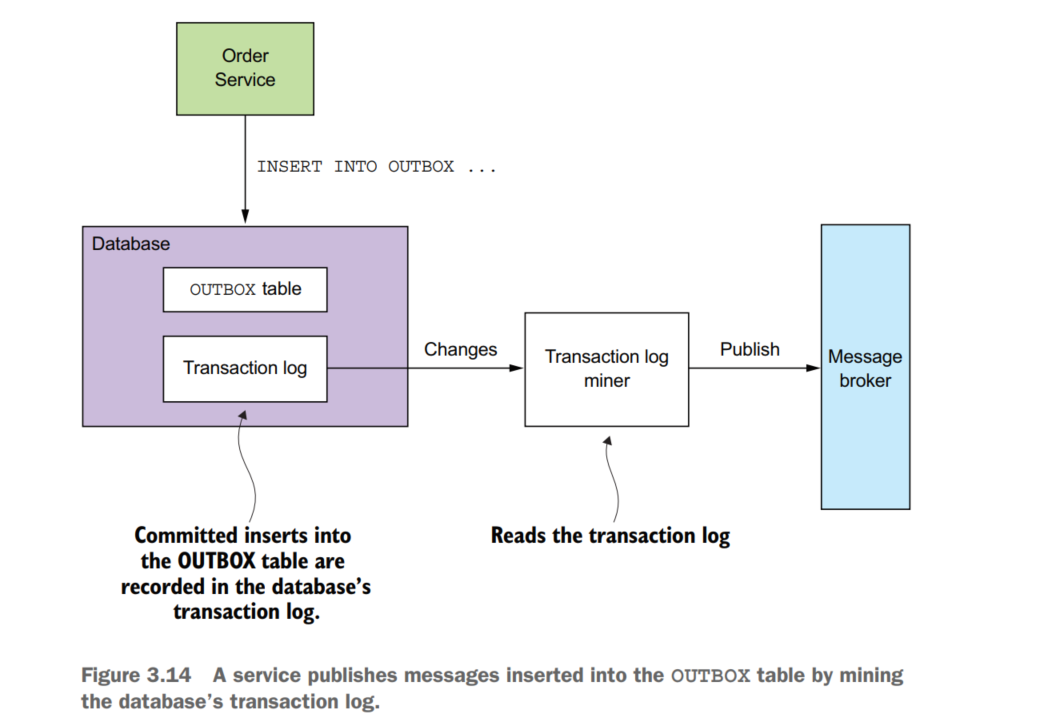 Order
Service
INSERT INTO OUTBOX ...
Database
OUTBOX table
Transaction log
Changes
Transaction log
miner
Publish
Message
broker
Committed inserts into
the OUTBOX table are
recorded in the database’s
transaction log.
Reads the transaction log
Figure 3.14 A service publishes messages inserted into the OUTBOX table by mining
the database’s transaction log.